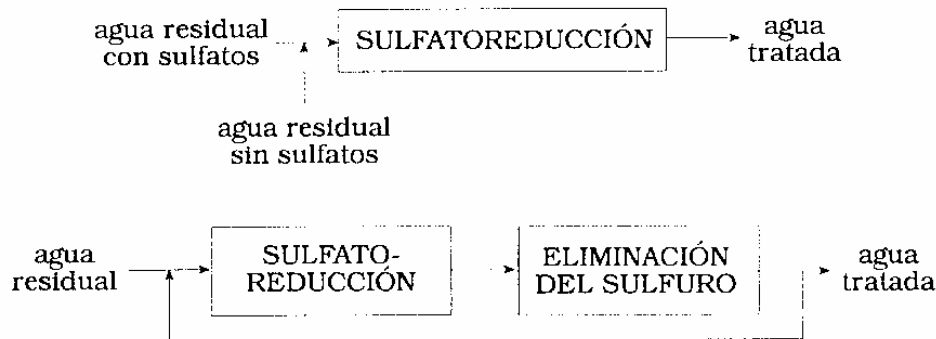 agua residual
con sulfatos
SULFATOREDUCCIÓN
agua
tratada
agua residual
sin sulfatos
agua
residual
SULFATO-
REDUCCIÓN
ELIMINACIÓN
DEL SULFURO
agua
tratada